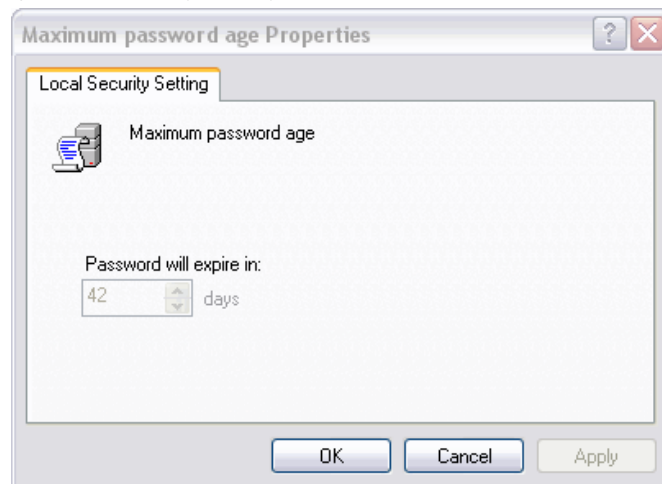 Maximum password age Properties
Local Security Setting
Maximum password age
Password will expire in:
42 days
OK Cancel Apply